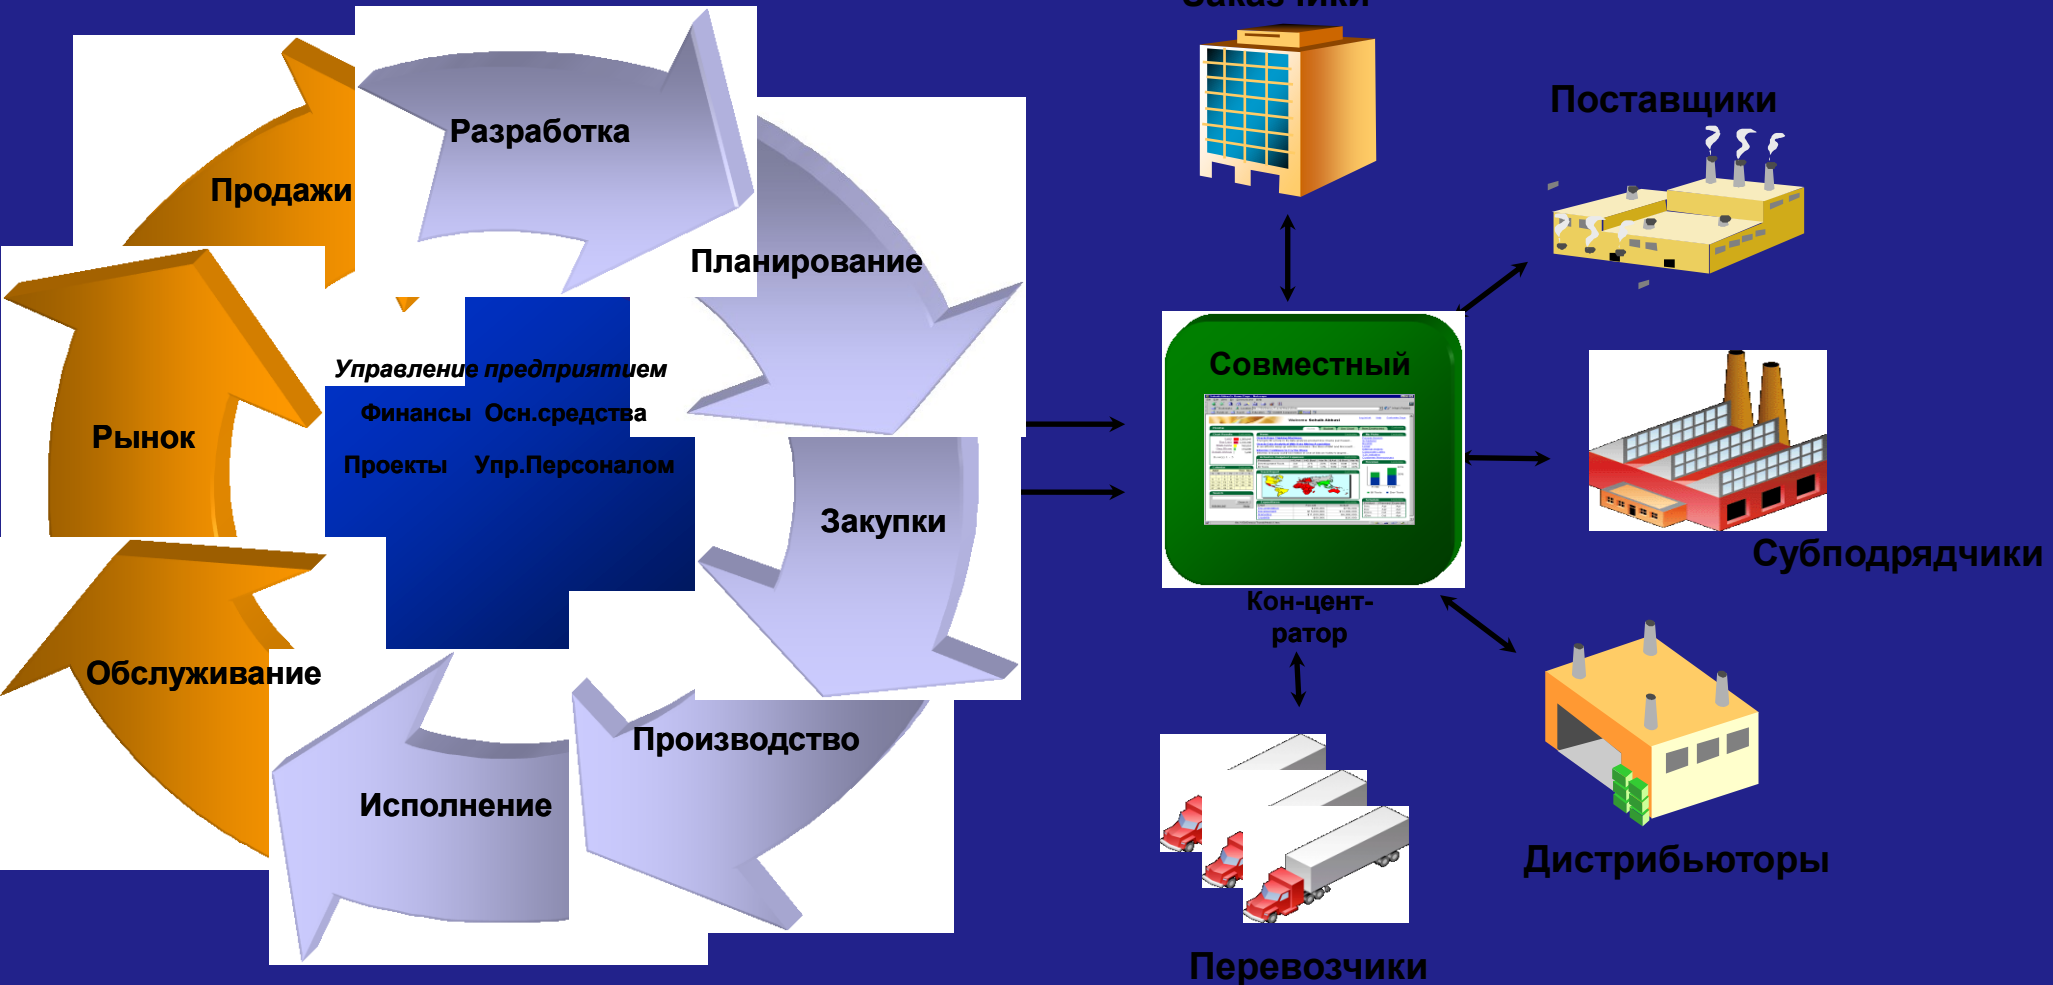 Заказчики
Поставщики
Разработка
Продажи
Планирование
Управление предприятием
Финансы Осн.средства
Проекты Упр.Персоналом
Рынок
Закупки
Обслуживание
Производство
Исполнение
Совместный
Кон-цент-
ратор
Субподрядчики
Дистрибьюторы
Перевозчики